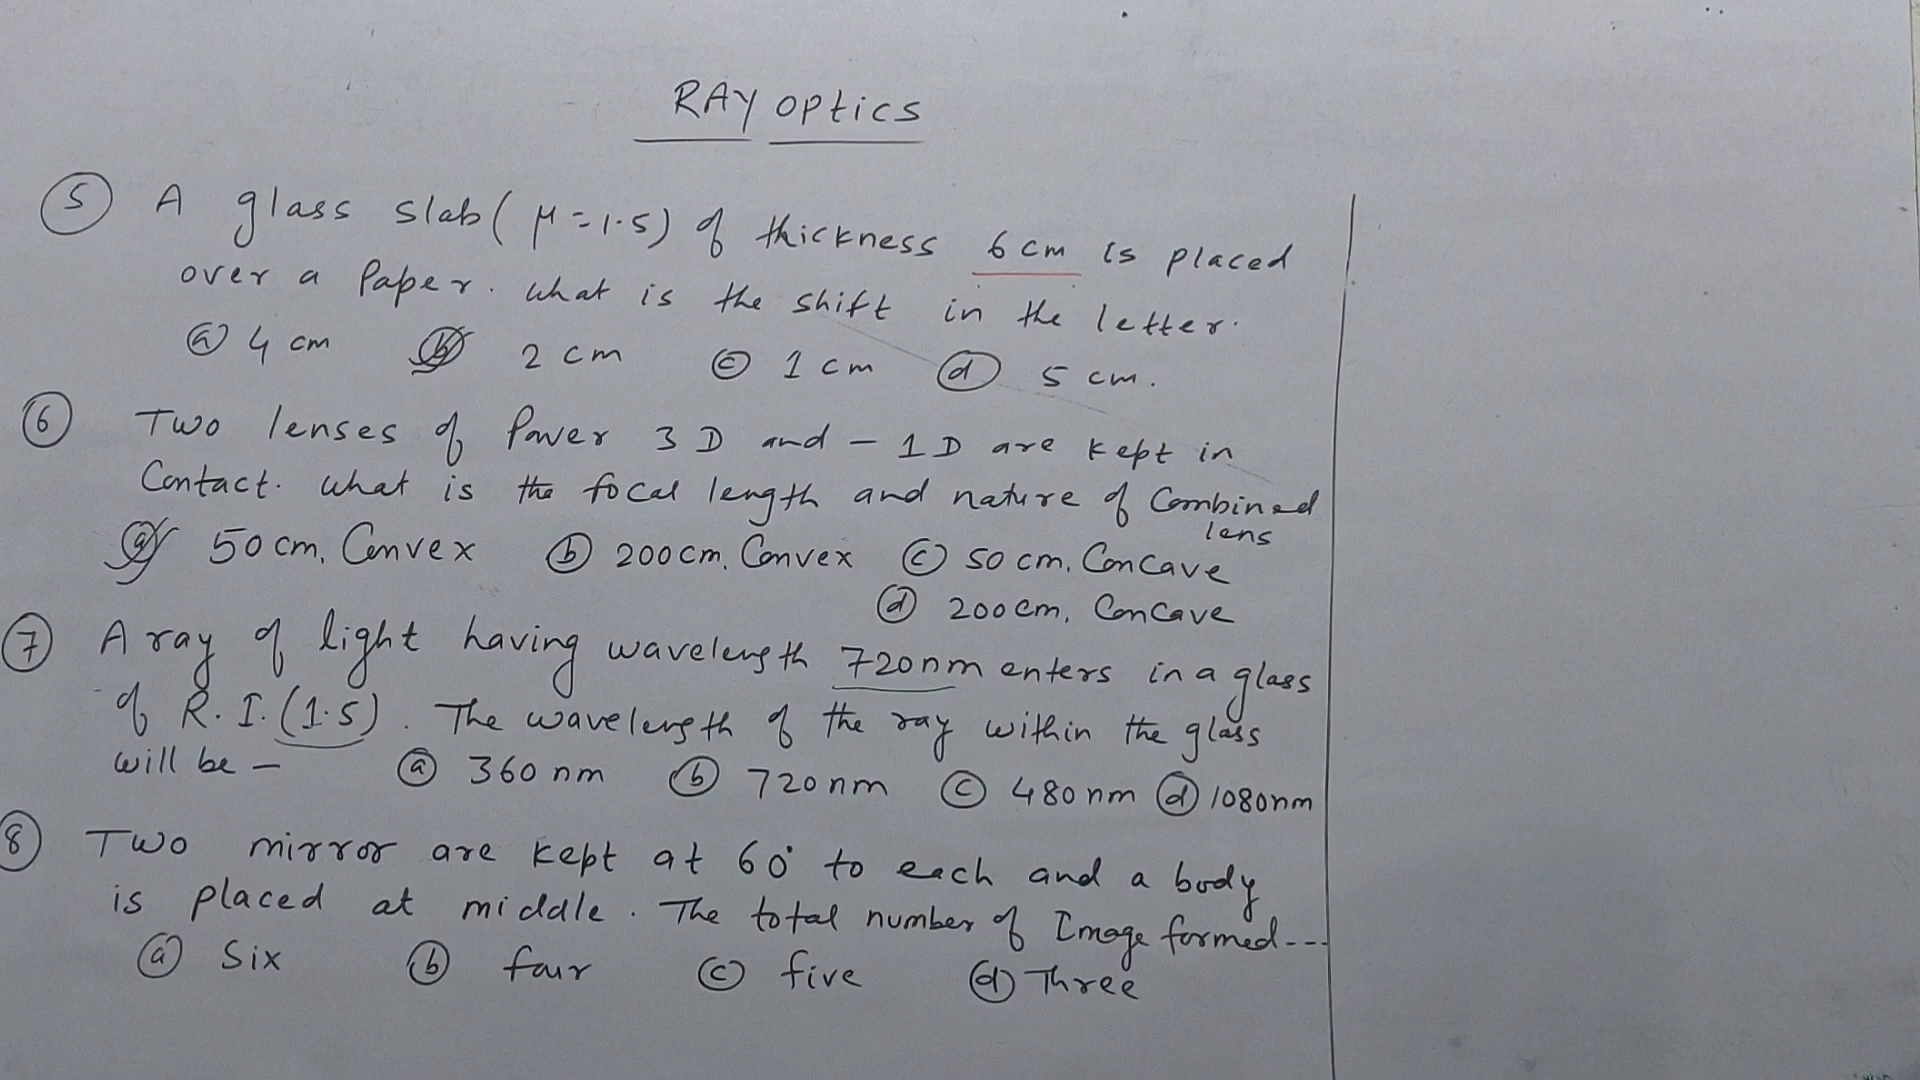 RAY OPTICS
5 A glass slab (μ=1.5) of thickness 6 cm is placed
over a Paper. what is the shift in the letter.
a 4 cm b 2 cm c 1 cm d 5 cm.
6 Two lenses of Power 3 D and - 1 D are kept in
Contact. what is the focal length and nature of Combined
lens
a 50 cm, Convex b 200 cm, Convex c 50 cm, Concave
d 200 cm, Concave
7 A ray of light having wavelength 720nm enters in a glass
of R.I. (1.5). The wavelength of the ray within the glass
will be - a 360 nm b 720 nm c 480 nm d 1080nm
8 Two mirror are kept at 60° to each and a body
is placed at middle. The total number of Image formed---
a Six b four c five d Three